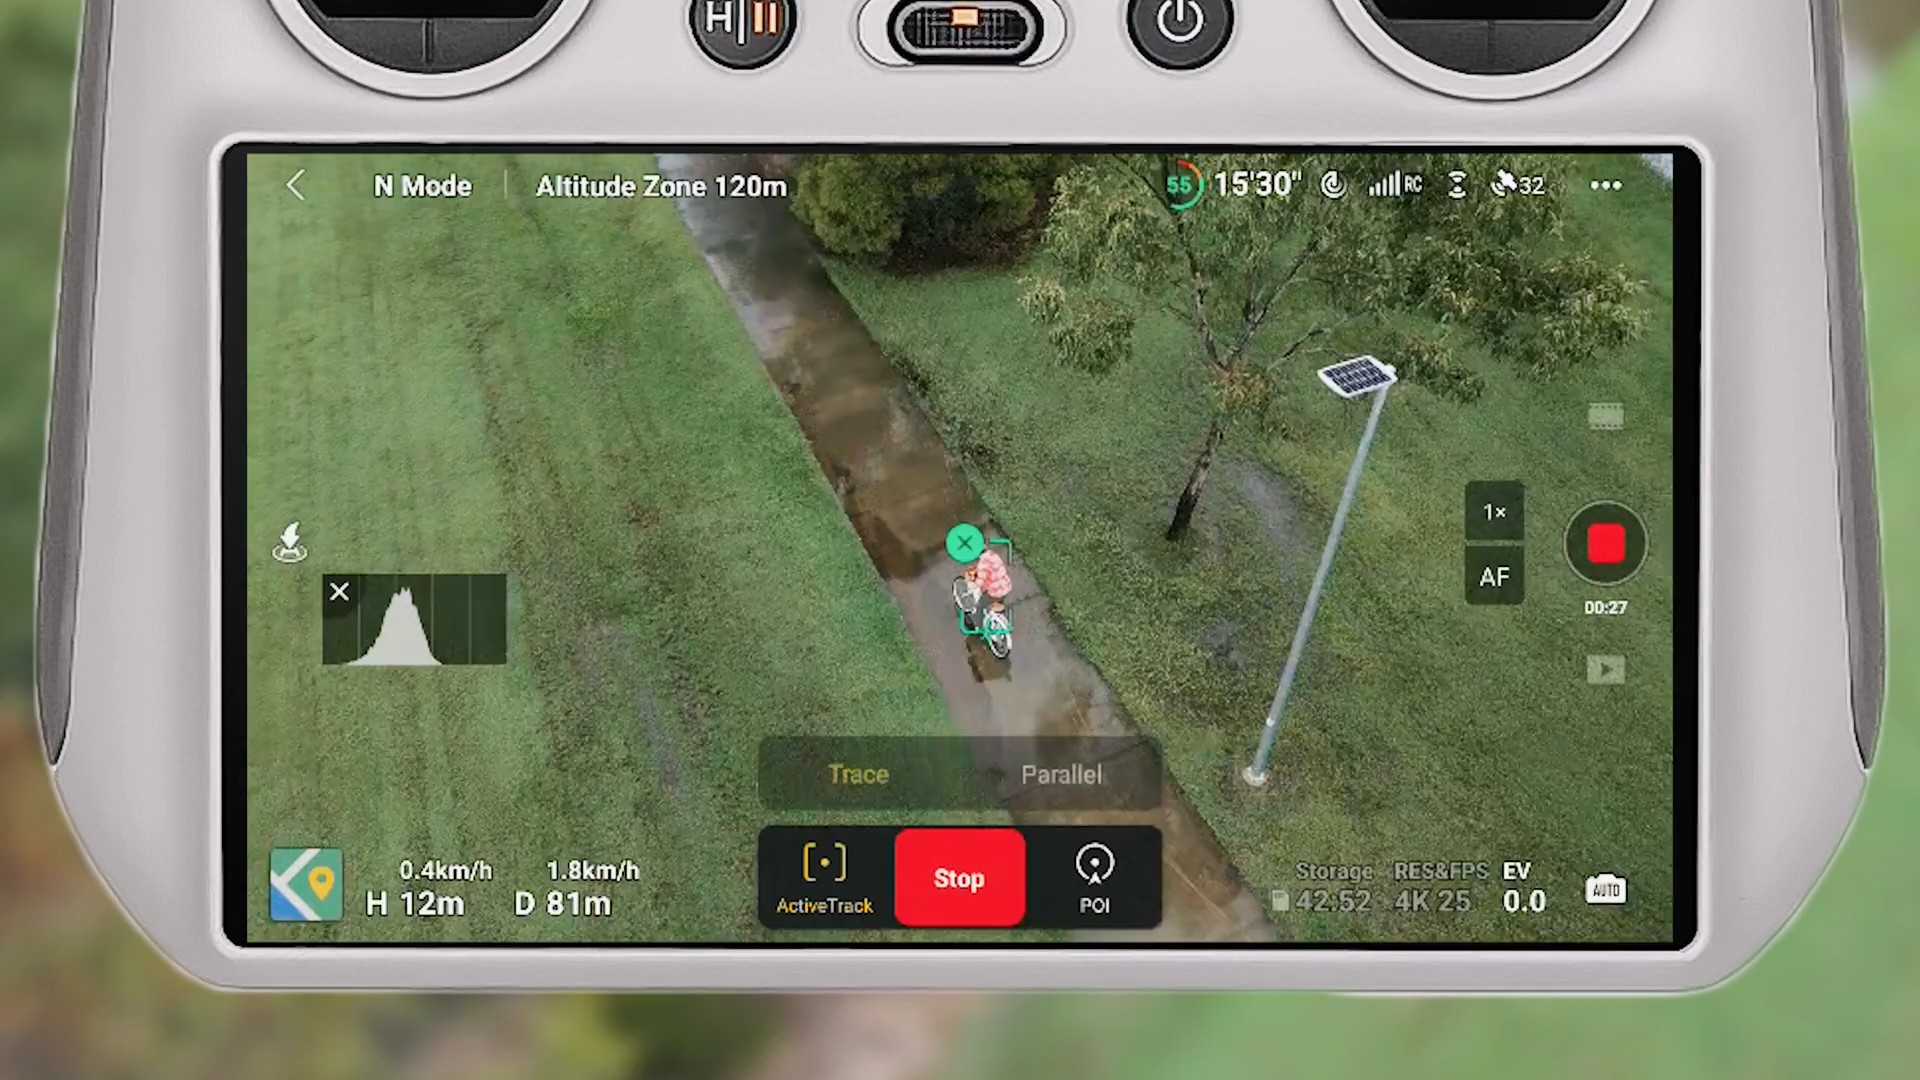 H
N Mode
Altitude Zone 120m
55
15'30"
RC
32
1×
AF
00:27
Trace
Parallel
0.4km/h
1.8km/h
H 12m
D 81m
ActiveTrack
Stop
POI
Storage
42:52
RES&FPS
4K 25
EV
0.0
AUTO